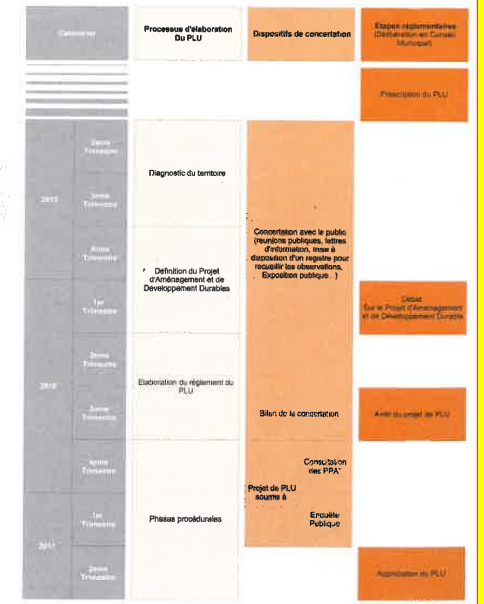 Calendrier
Processus d'élaboration
Du PLU
Dispositifs de concertation
Etapes réglementaires
(Délibération en Conseil
Municipal)
Prescription du PLU
2015
2ème
Trimestre
3ème
Trimestre
4ème
Trimestre
Diagnostic du territoire
Définition du Projet
d'Aménagement et de
Développement Durables
Concertation avec le public
(réunions publiques, lettres
d'information, mise à
disposition d'un registre pour
recueillir les observations,
Exposition publique...)
2016
1er
Trimestre
2ème
Trimestre
3ème
Trimestre
4ème
Trimestre
Débat
Sur le Projet d'Aménagement
et de Développement Durable
Elaboration du règlement du
PLU
Bilan de la concertation
Arrêt du projet de PLU
2017
1er
Trimestre
2ème
Trimestre
Phases procédurales
Projet de PLU
soumis à
Consultation
des PPA*
Enquête
Publique
Approbation du PLU